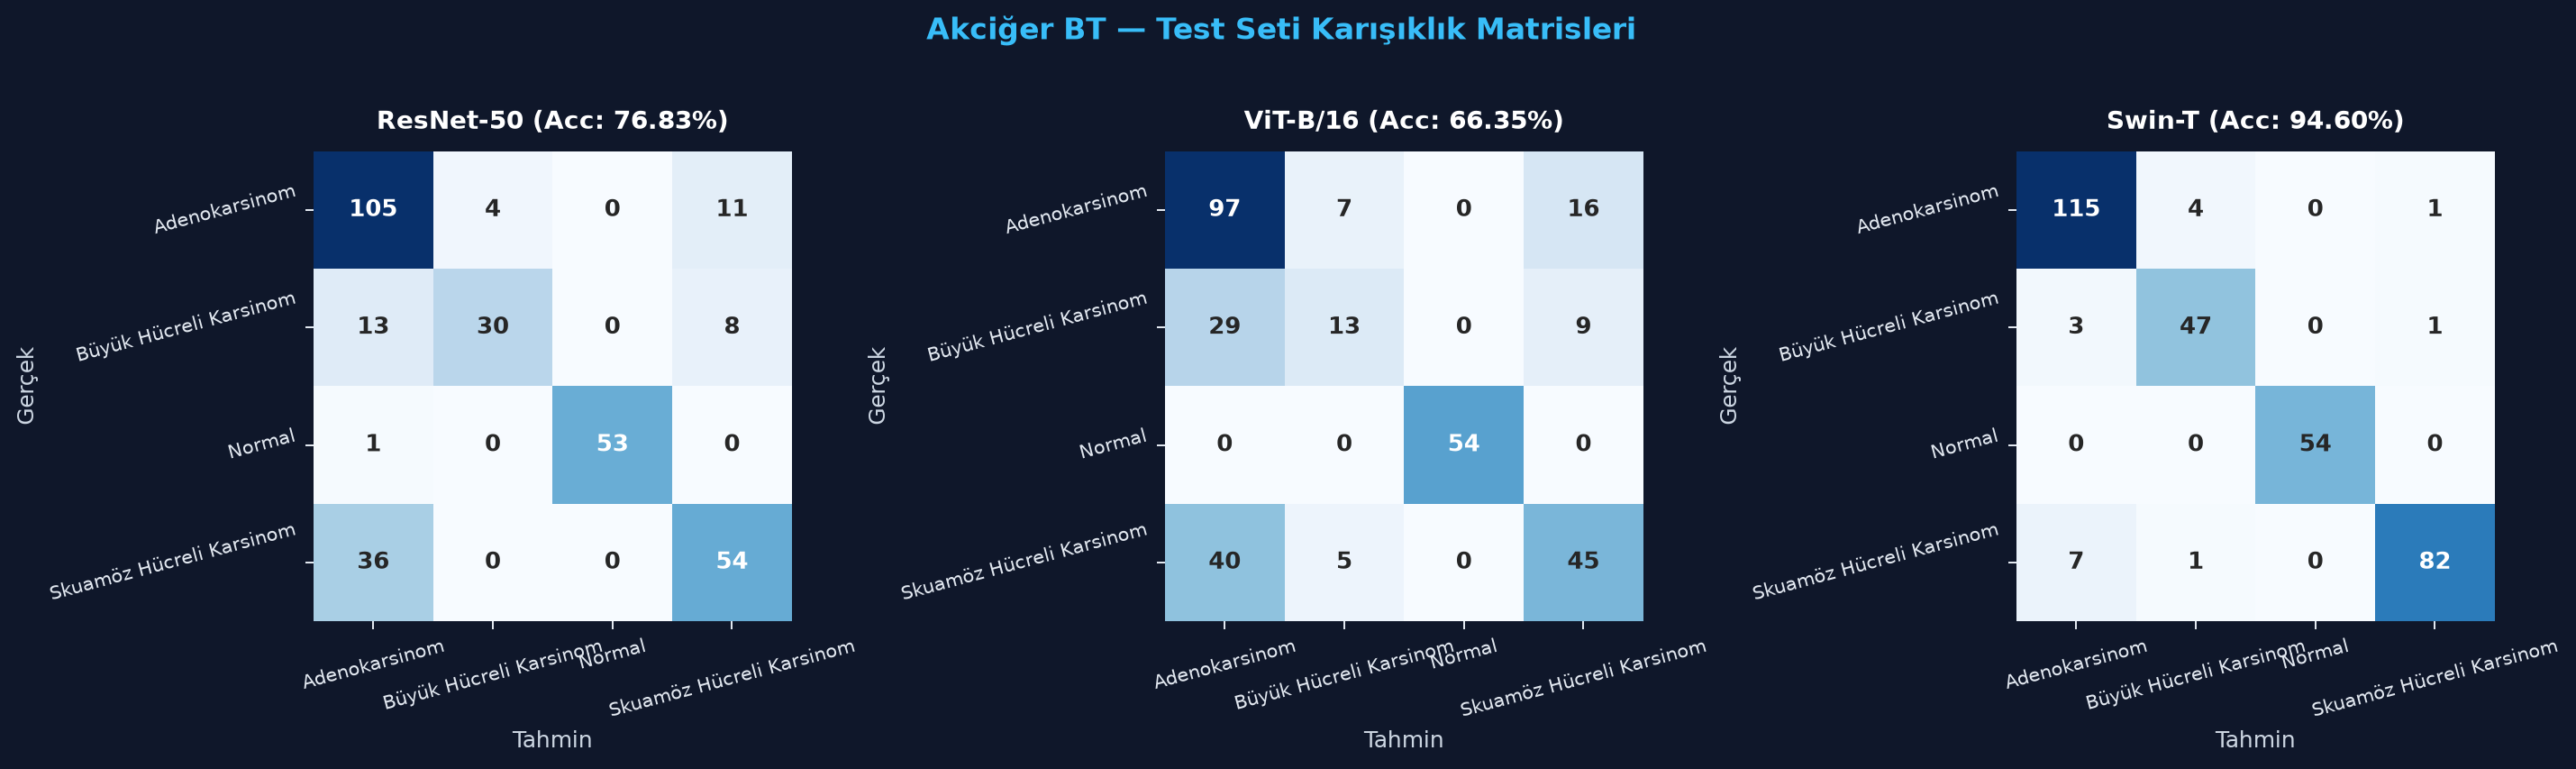 Akciğer BT — Test Seti Karışıklık Matrisleri
ResNet-50 (Acc: 76.83%)
Gerçek
Adenokarsinom
105 4 0 11
Büyük Hücreli Karsinom
13 30 0 8
Normal
1 0 53 0
Skuamöz Hücreli Karsinom
36 0 0 54
Adenokarsinom
Büyük Hücreli Karsinom
Normal
Skuamöz Hücreli Karsinom
Tahmin
ViT-B/16 (Acc: 66.35%)
Gerçek
Adenokarsinom
97 7 0 16
Büyük Hücreli Karsinom
29 13 0 9
Normal
0 0 54 0
Skuamöz Hücreli Karsinom
40 5 0 45
Adenokarsinom
Büyük Hücreli Karsinom
Normal
Skuamöz Hücreli Karsinom
Tahmin
Swin-T (Acc: 94.60%)
Gerçek
Adenokarsinom
115 4 0 1
Büyük Hücreli Karsinom
3 47 0 1
Normal
0 0 54 0
Skuamöz Hücreli Karsinom
7 1 0 82
Adenokarsinom
Büyük Hücreli Karsinom
Normal
Skuamöz Hücreli Karsinom
Tahmin